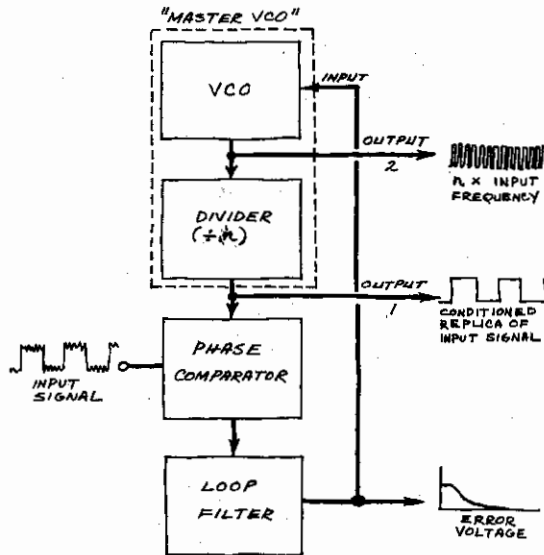 "MASTER VCO"
VCO
INPUT
OUTPUT
2
n × INPUT
FREQUENCY
DIVIDER
(÷n)
OUTPUT
1
CONDITIONED
REPLICA OF
INPUT SIGNAL
PHASE
COMPARATOR
INPUT
SIGNAL
LOOP
FILTER
ERROR
VOLTAGE